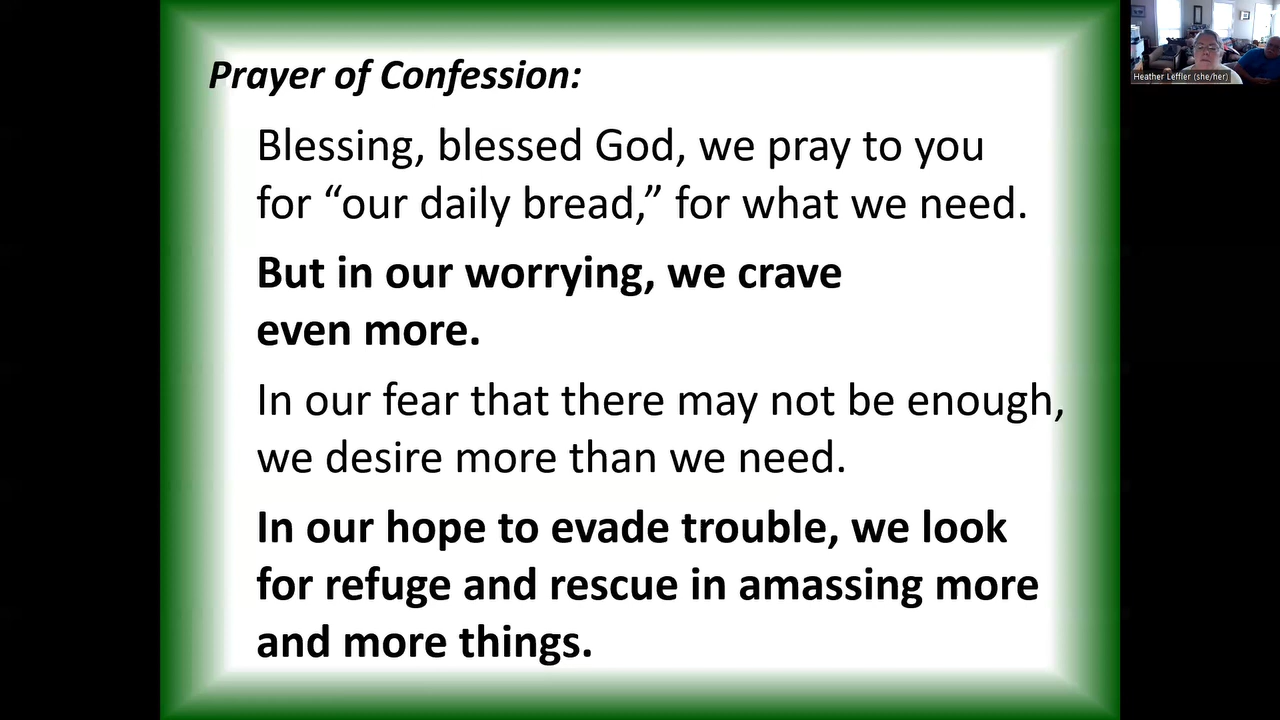 Prayer of Confession:
Blessing, blessed God, we pray to you
for “our daily bread,” for what we need.
But in our worrying, we crave
even more.
In our fear that there may not be enough,
we desire more than we need.
In our hope to evade trouble, we look
for refuge and rescue in amassing more
and more things.
Heather Leffler (she/her)